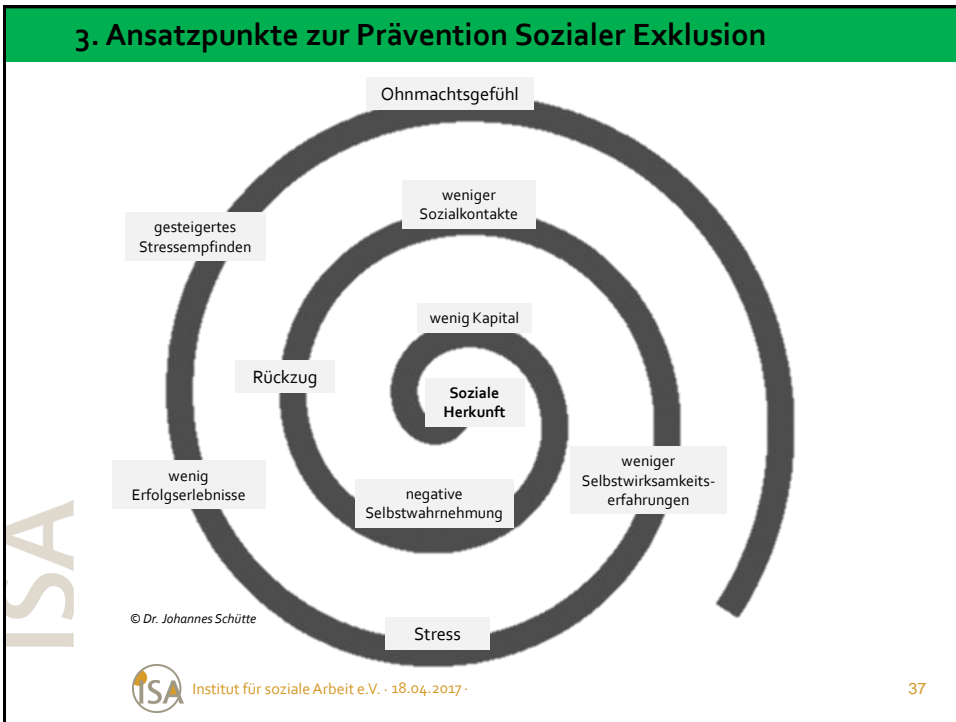 3. Ansatzpunkte zur Prävention Sozialer Exklusion
Ohnmachtsgefühl
weniger
Sozialkontakte
gesteigertes
Stressempfinden
wenig Kapital
Rückzug
Soziale
Herkunft
wenig
Erfolgserlebnisse
negative
Selbstwahrnehmung
weniger
Selbstwirksamkeits-
erfahrungen
ISA
© Dr. Johannes Schütte
Stress
ISA
Institut für soziale Arbeit e.V. · 18.04.2017 ·
37